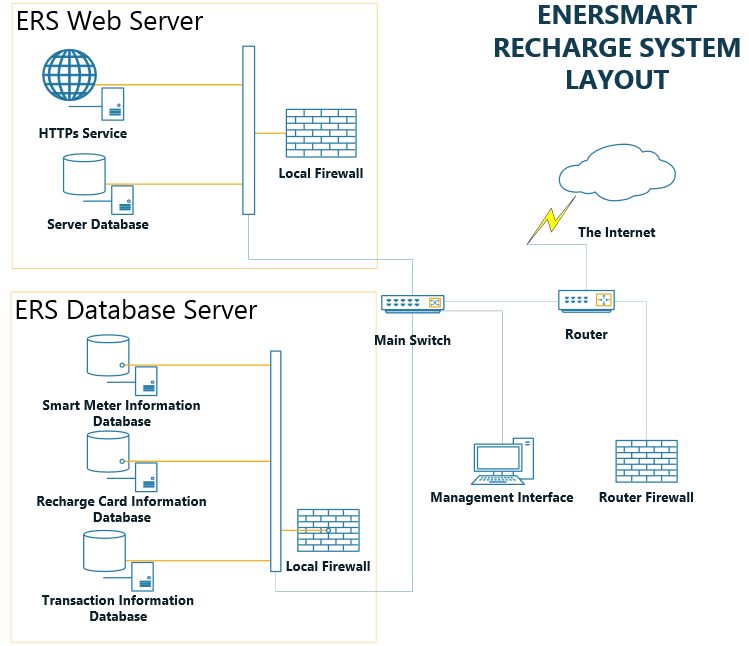 ERS Web Server
ENERSMART
RECHARGE SYSTEM
LAYOUT
HTTPs Service
Local Firewall
Server Database
The Internet
ERS Database Server
Main Switch
Router
Smart Meter Information
Database
Recharge Card Information
Database
Management Interface
Router Firewall
Local Firewall
Transaction Information
Database